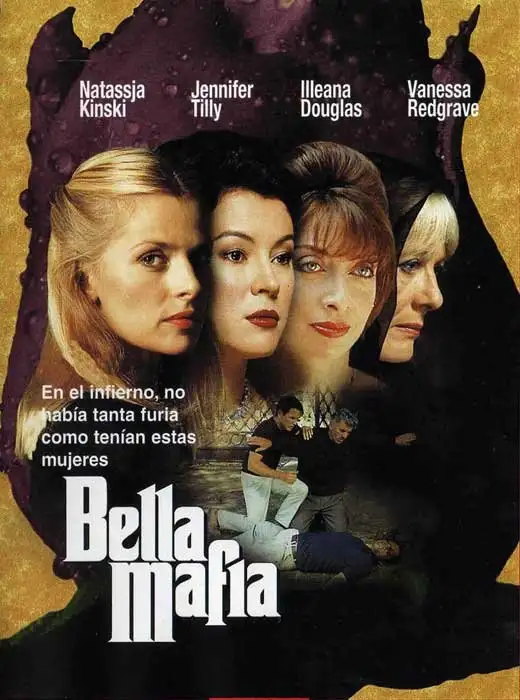 Natassja Jennifer Illeana Vanessa
Kinski Tilly Douglas Redgrave
En el infierno, no
había tanta furia
como tenían estas
mujeres
Bella
mafia